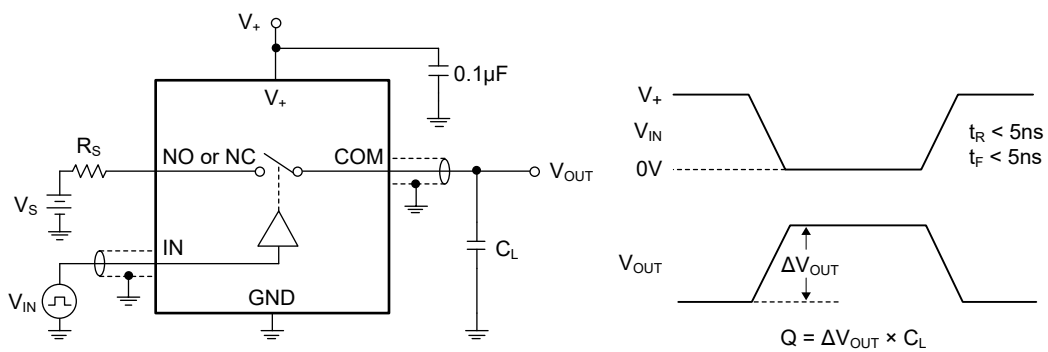 V+
0.1µF
V+
RS
NO or NC
COM
VOUT
VS
IN
CL
VIN
GND
V+
VIN
0V
tR < 5ns
tF < 5ns
VOUT
ΔVOUT
Q = ΔVOUT × CL